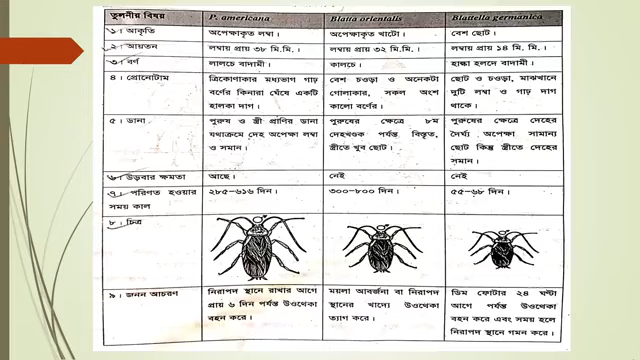 তুলনীয় বিষয় P. americana Blatta orientalis Blattella germanica
১। আকৃতি অপেক্ষাকৃত লম্বা। অপেক্ষাকৃত খাটো। বেশ ছোট।
২। আয়তন লম্বায় প্রায় ৩৮ মি.মি.। লম্বায় প্রায় ৩২ মি.মি.। লম্বায় প্রায় ১৪ মি. মি.।
৩। বর্ণ লালচে বাদামী। কালচে। হাল্কা হলদে বাদামী।
৪। প্রোনোটাম
ত্রিকোণাকার মধ্যভাগ গাঢ়
বর্ণের কিনারা ঘেঁষে একটি
হালকা দাগ।
বেশ চওড়া ও অনেকটা
গোলাকার, সকল অংশ
কালো বর্ণের।
ছোট ও চওড়া, মাঝখানে
দুটি লম্বা ও গাঢ় দাগ
থাকে।
৫। ডানা
পুরুষ ও স্ত্রী প্রাণির ডানা
যথাক্রমে দেহ অপেক্ষা লম্বা
ও সমান।
পুরুষের ক্ষেত্রে ৮ম
দেহখণ্ডক পর্যন্ত বিস্তৃত,
স্ত্রীতে খুব ছোট।
পুরুষের ক্ষেত্রে দেহের
দৈর্ঘ্য অপেক্ষা সামান্য
ছোট কিন্তু স্ত্রীতে দেহের
সমান।
৬। উড়বার ক্ষমতা আছে। নেই নেই
৭। পরিণত হওয়ার
সময় কাল
২৮৫-৬১৬ দিন। ৩০০-৮০০ দিন। ৫৫-৬৮ দিন।
৮। চিত্র
৯। জনন আচরণ
নিরাপদ স্থানে রাখার আগে
প্রায় ৬ দিন পর্যন্ত উওথেকা
বহন করে।
ময়লা আবর্জনা বা নিরাপদ
স্থানের খাদ্যে উওথেকা
ত্যাগ করে।
ডিম ফোটার ২৪ ঘণ্টা
আগে পর্যন্ত উওথেকা
বহন করে এবং সময় হলে
নিরাপদ স্থানে গমন করে।